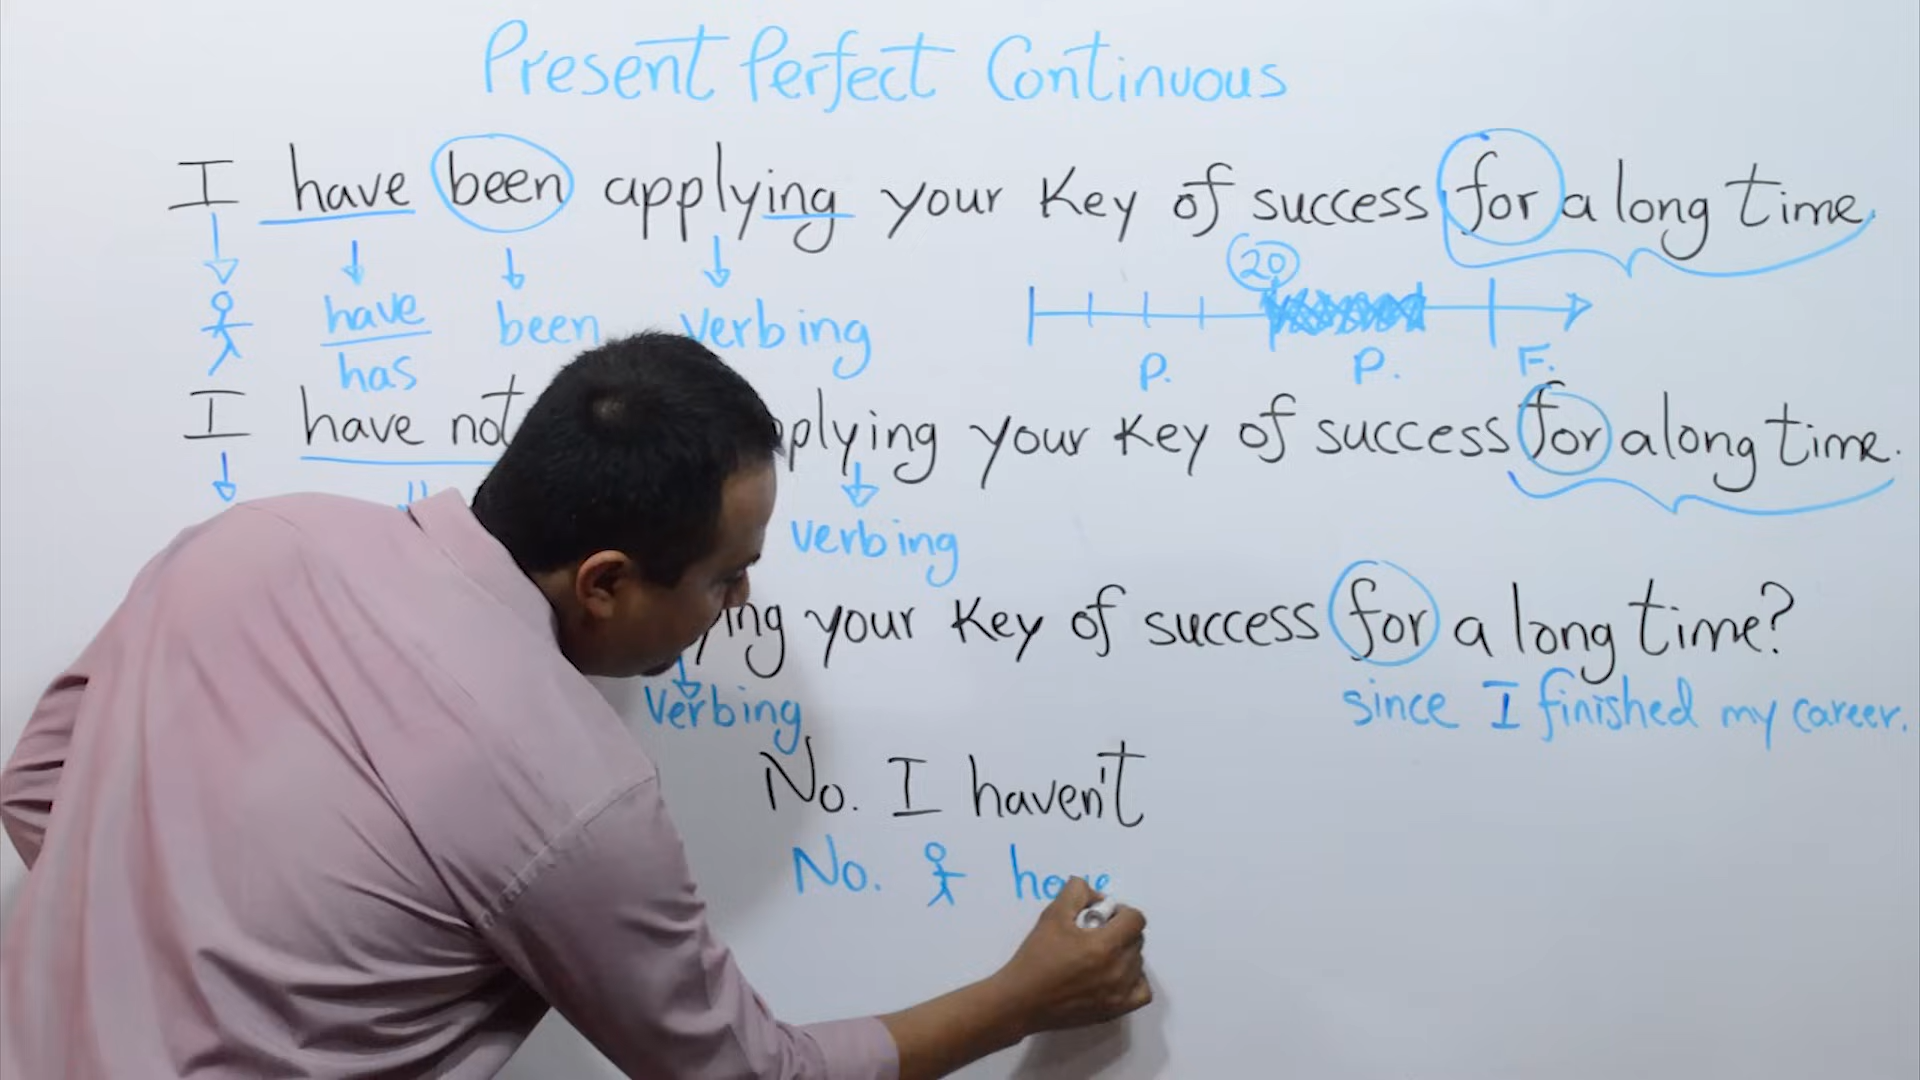 Present Perfect Continuous
I have been applying your Key of success for a long time
20
have been verbing
has
P. P. F.
I have not plying your Key of success for a long time.
verbing
ying your Key of success for a long time?
verbing since I finished my career.
No. I haven't
No. have